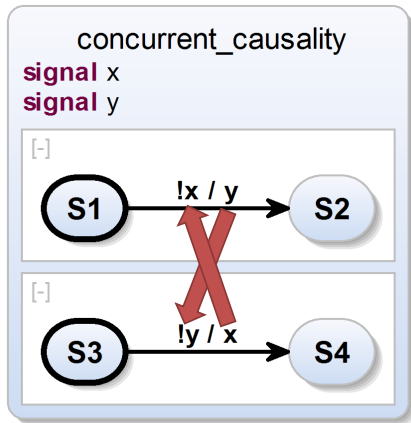 concurrent_causality
signal x
signal y
[-]
!x / y
S1
S2
[-]
!y / x
S3
S4